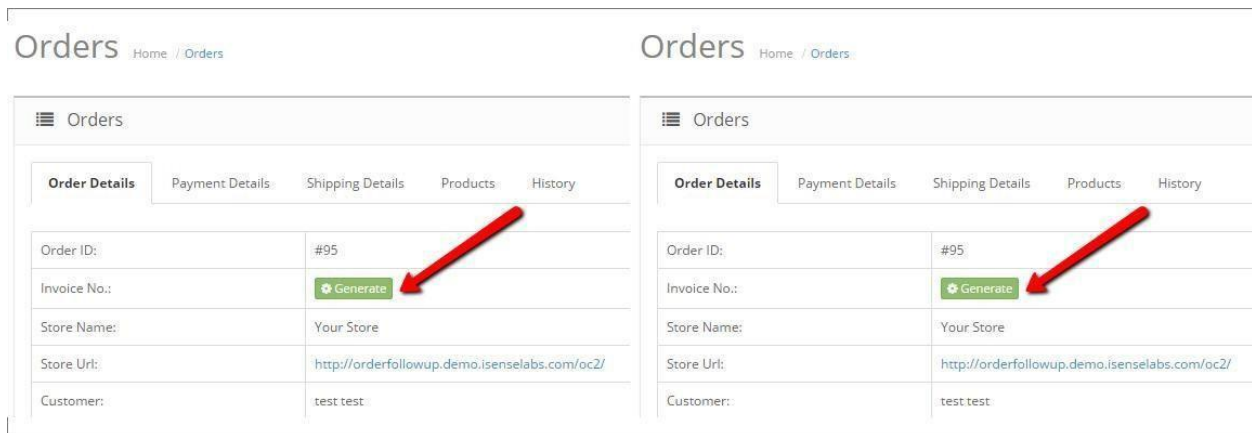 Orders Home / Orders
Orders
Order Details Payment Details Shipping Details Products History
Order ID: #95
Invoice No.: Generate
Store Name: Your Store
Store Url: http://orderfollowup.demo.isenselabs.com/oc2/
Customer: test test
Orders Home / Orders
Orders
Order Details Payment Details Shipping Details Products History
Order ID: #95
Invoice No.: Generate
Store Name: Your Store
Store Url: http://orderfollowup.demo.isenselabs.com/oc2/
Customer: test test